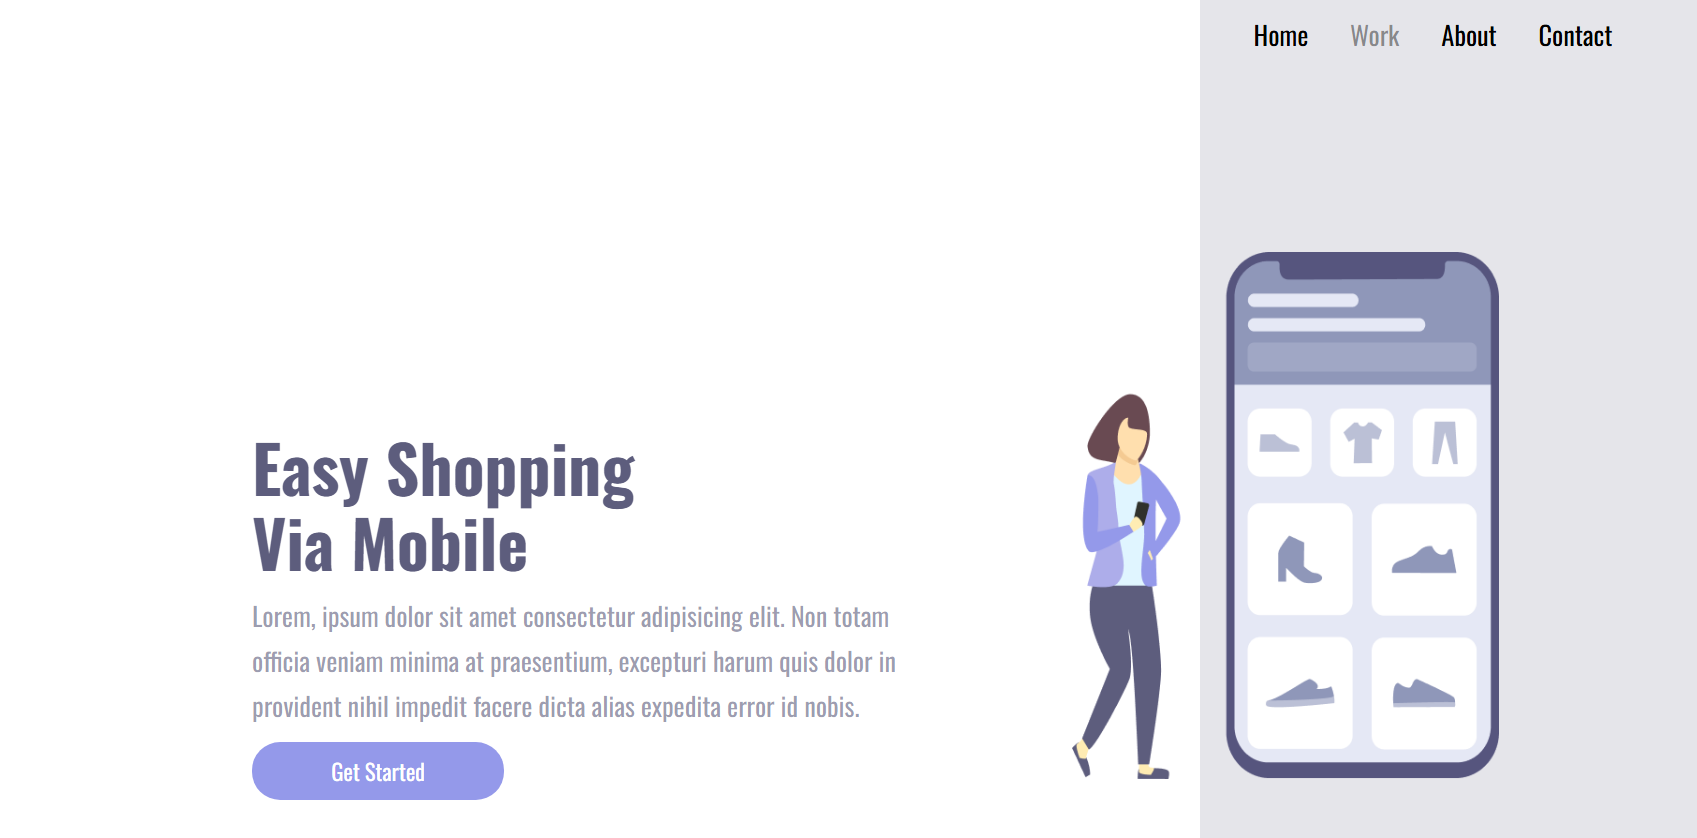 Home Work About Contact
Easy Shopping
Via Mobile
Lorem, ipsum dolor sit amet consectetur adipisicing elit. Non totam
officia veniam minima at praesentium, excepturi harum quis dolor in
provident nihil impedit facere dicta alias expedita error id nobis.
Get Started